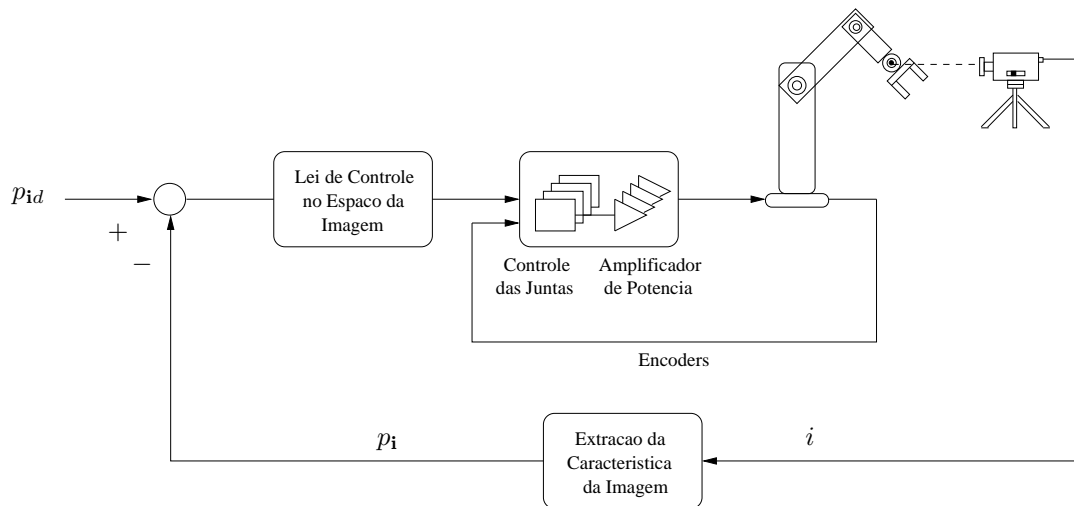 p_{id}
+
−
Lei de Controle
no Espaco da
Imagem
Controle
das Juntas
Amplificador
de Potencia
Encoders
p_i
Extracao da
Caracteristica
da Imagem
i